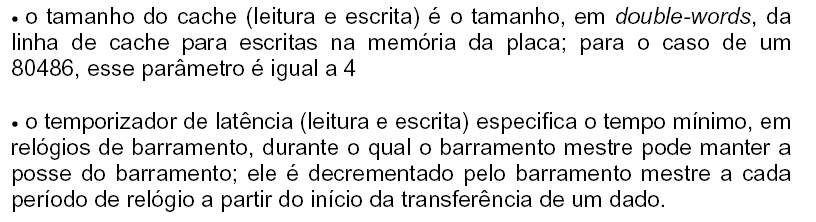 • o tamanho do cache (leitura e escrita) é o tamanho, em double-words, da
linha de cache para escritas na memória da placa; para o caso de um
80486, esse parâmetro é igual a 4
• o temporizador de latência (leitura e escrita) especifica o tempo mínimo, em
relógios de barramento, durante o qual o barramento mestre pode manter a
posse do barramento; ele é decrementado pelo barramento mestre a cada
período de relógio a partir do início da transferência de um dado.